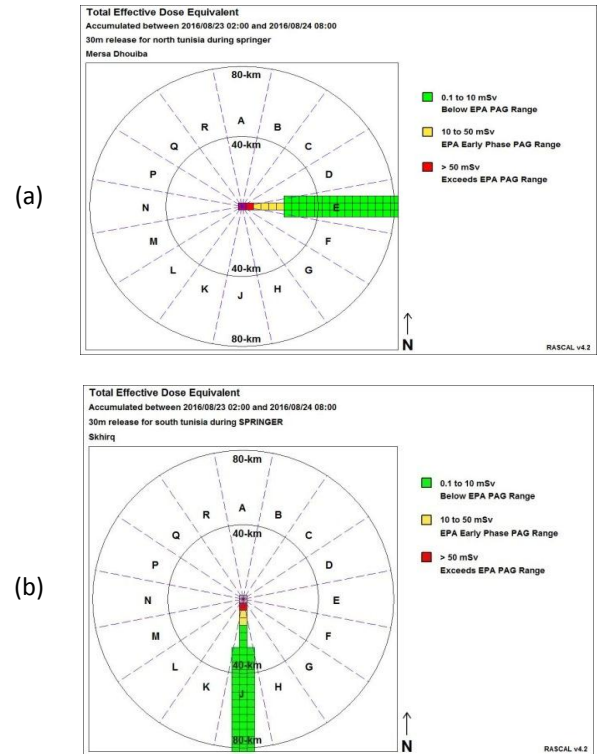 (a)
Total Effective Dose Equivalent
Accumulated between 2016/08/23 02:00 and 2016/08/24 08:00
30m release for north tunisia during springer
Mersa Dhouiba
80-km
R A B
Q C
40-km
P D
N E
M F
L G
40-km
K J H
80-km
0.1 to 10 mSv
Below EPA PAG Range
10 to 50 mSv
EPA Early Phase PAG Range
> 50 mSv
Exceeds EPA PAG Range
N
RASCAL v4.2
(b)
Total Effective Dose Equivalent
Accumulated between 2016/08/23 02:00 and 2016/08/24 08:00
30m release for south tunisia during SPRINGER
Skhirq
80-km
R A B
Q C
40-km
P D
N E
M F
L G
40-km
K J H
80-km
0.1 to 10 mSv
Below EPA PAG Range
10 to 50 mSv
EPA Early Phase PAG Range
> 50 mSv
Exceeds EPA PAG Range
N
RASCAL v4.2